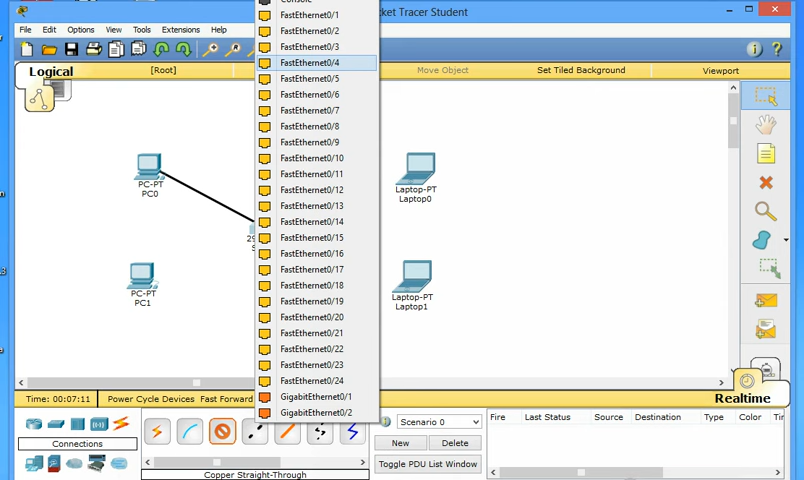 Console
ket Tracer Student
File Edit Options View Tools Extensions Help
Logical
[Root]
Move Object
Set Tiled Background
Viewport
FastEthernet0/1
FastEthernet0/2
FastEthernet0/3
FastEthernet0/4
FastEthernet0/5
FastEthernet0/6
FastEthernet0/7
FastEthernet0/8
FastEthernet0/9
FastEthernet0/10
FastEthernet0/11
FastEthernet0/12
FastEthernet0/13
FastEthernet0/14
FastEthernet0/15
FastEthernet0/16
FastEthernet0/17
FastEthernet0/18
FastEthernet0/19
FastEthernet0/20
FastEthernet0/21
FastEthernet0/22
FastEthernet0/23
FastEthernet0/24
GigabitEthernet0/1
GigabitEthernet0/2
PC-PT
PC0
Laptop-PT
Laptop0
29
S
PC-PT
PC1
Laptop-PT
Laptop1
Time: 00:07:11 Power Cycle Devices Fast Forward
Realtime
Connections
Copper Straight-Through
Scenario 0
New Delete
Toggle PDU List Window
Fire Last Status Source Destination Type Color Tir